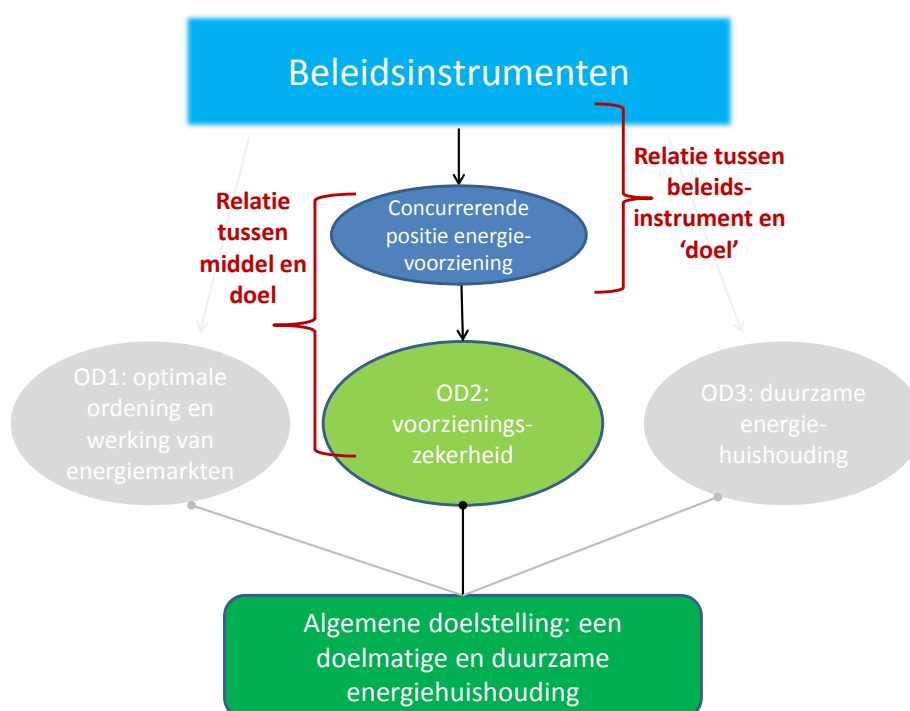 Beleidsinstrumenten
Relatie tussen
beleids-
instrument en
‘doel’
Relatie
tussen
middel en
doel
Concurrerende
positie energie-
voorziening
OD1: optimale
ordening en
werking van
energiemarkten
OD2:
voorzienings-
zekerheid
OD3: duurzame
energie-
huishouding
Algemene doelstelling: een
doelmatige en duurzame
energiehuishouding